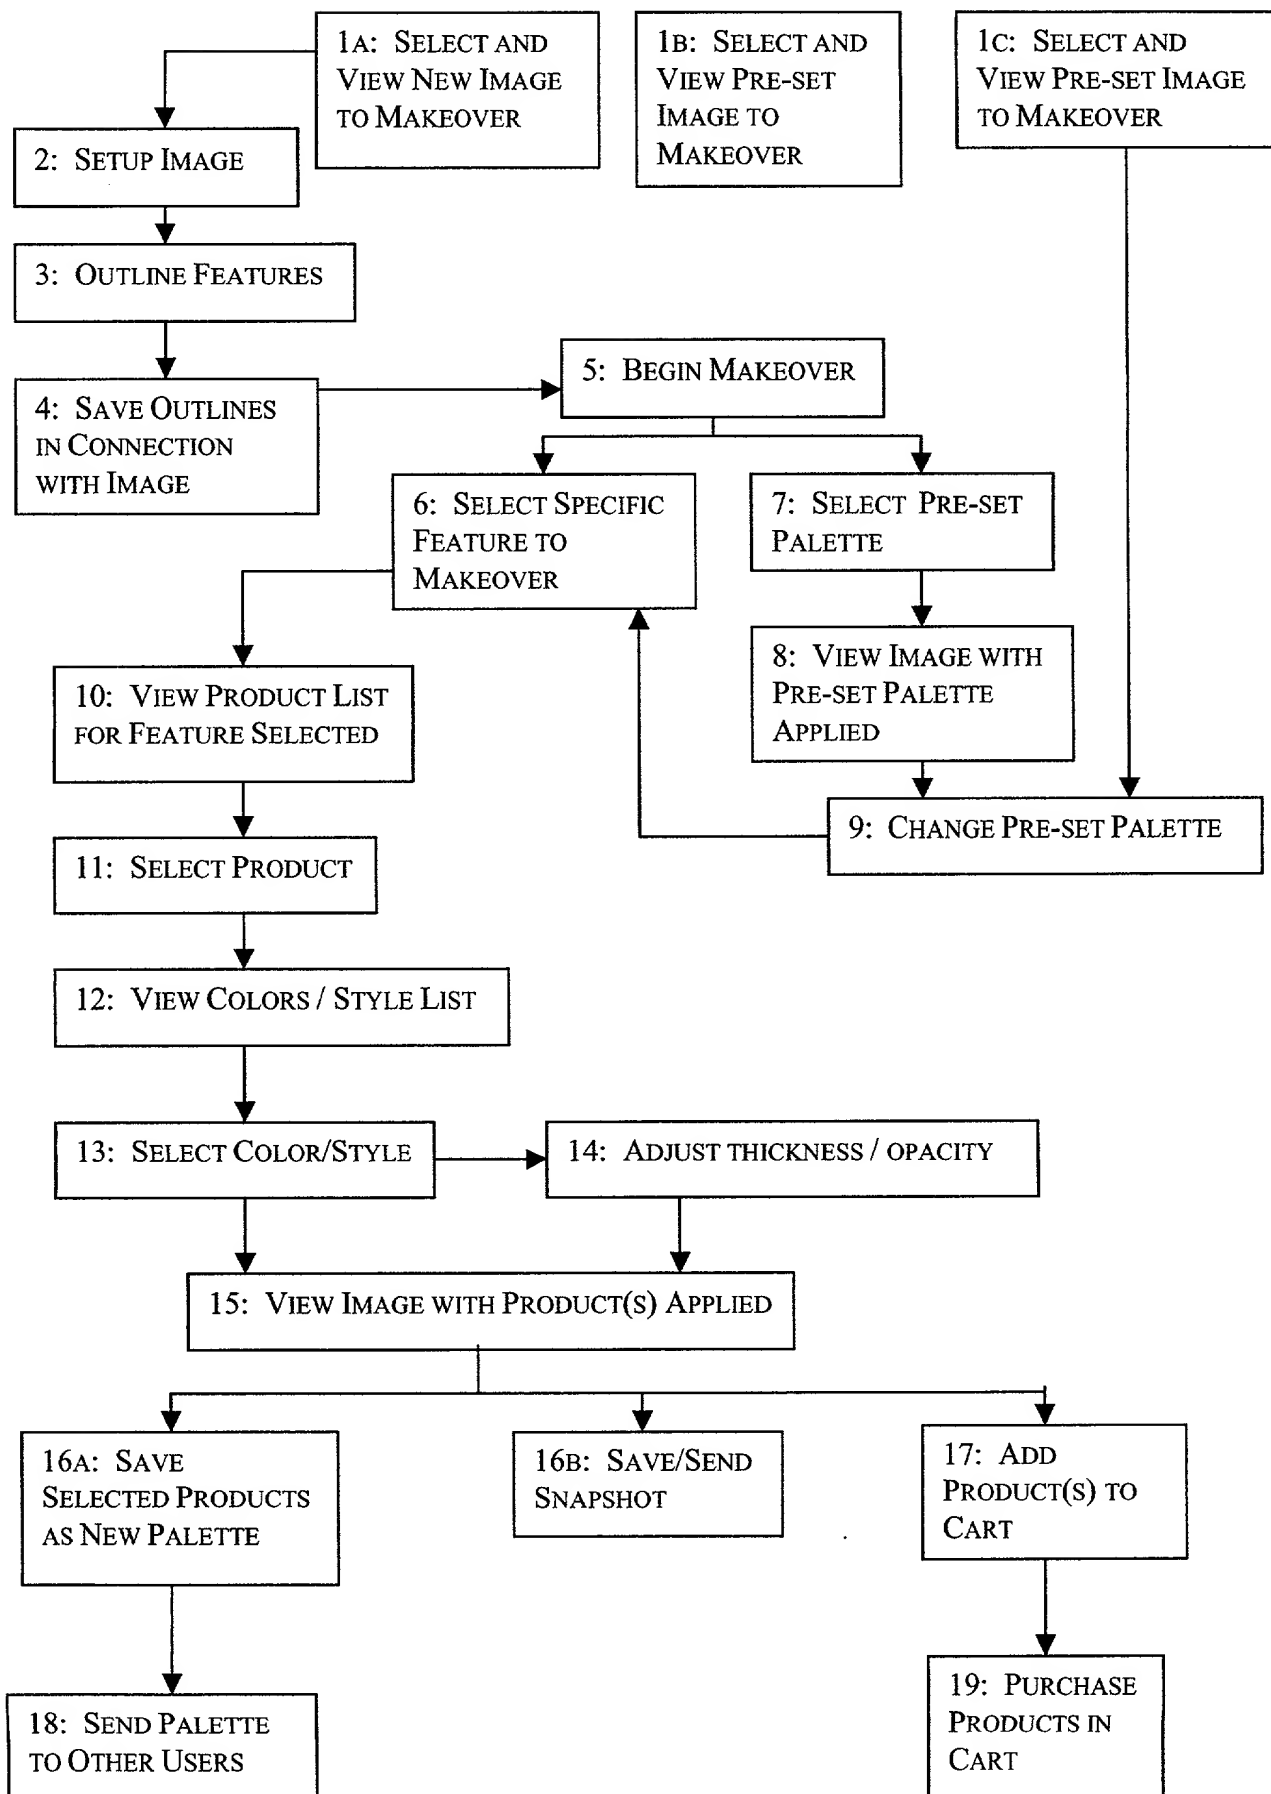 1A: SELECT AND
VIEW NEW IMAGE
TO MAKEOVER
1B: SELECT AND
VIEW PRE-SET
IMAGE TO
MAKEOVER
1C: SELECT AND
VIEW PRE-SET IMAGE
TO MAKEOVER
2: SETUP IMAGE
3: OUTLINE FEATURES
4: SAVE OUTLINES
IN CONNECTION
WITH IMAGE
5: BEGIN MAKEOVER
6: SELECT SPECIFIC
FEATURE TO
MAKEOVER
7: SELECT PRE-SET
PALETTE
8: VIEW IMAGE WITH
PRE-SET PALETTE
APPLIED
9: CHANGE PRE-SET PALETTE
10: VIEW PRODUCT LIST
FOR FEATURE SELECTED
11: SELECT PRODUCT
12: VIEW COLORS / STYLE LIST
13: SELECT COLOR/STYLE
14: ADJUST THICKNESS / OPACITY
15: VIEW IMAGE WITH PRODUCT(S) APPLIED
16A: SAVE
SELECTED PRODUCTS
AS NEW PALETTE
16B: SAVE/SEND
SNAPSHOT
17: ADD
PRODUCT(S) TO
CART
18: SEND PALETTE
TO OTHER USERS
19: PURCHASE
PRODUCTS IN
CART